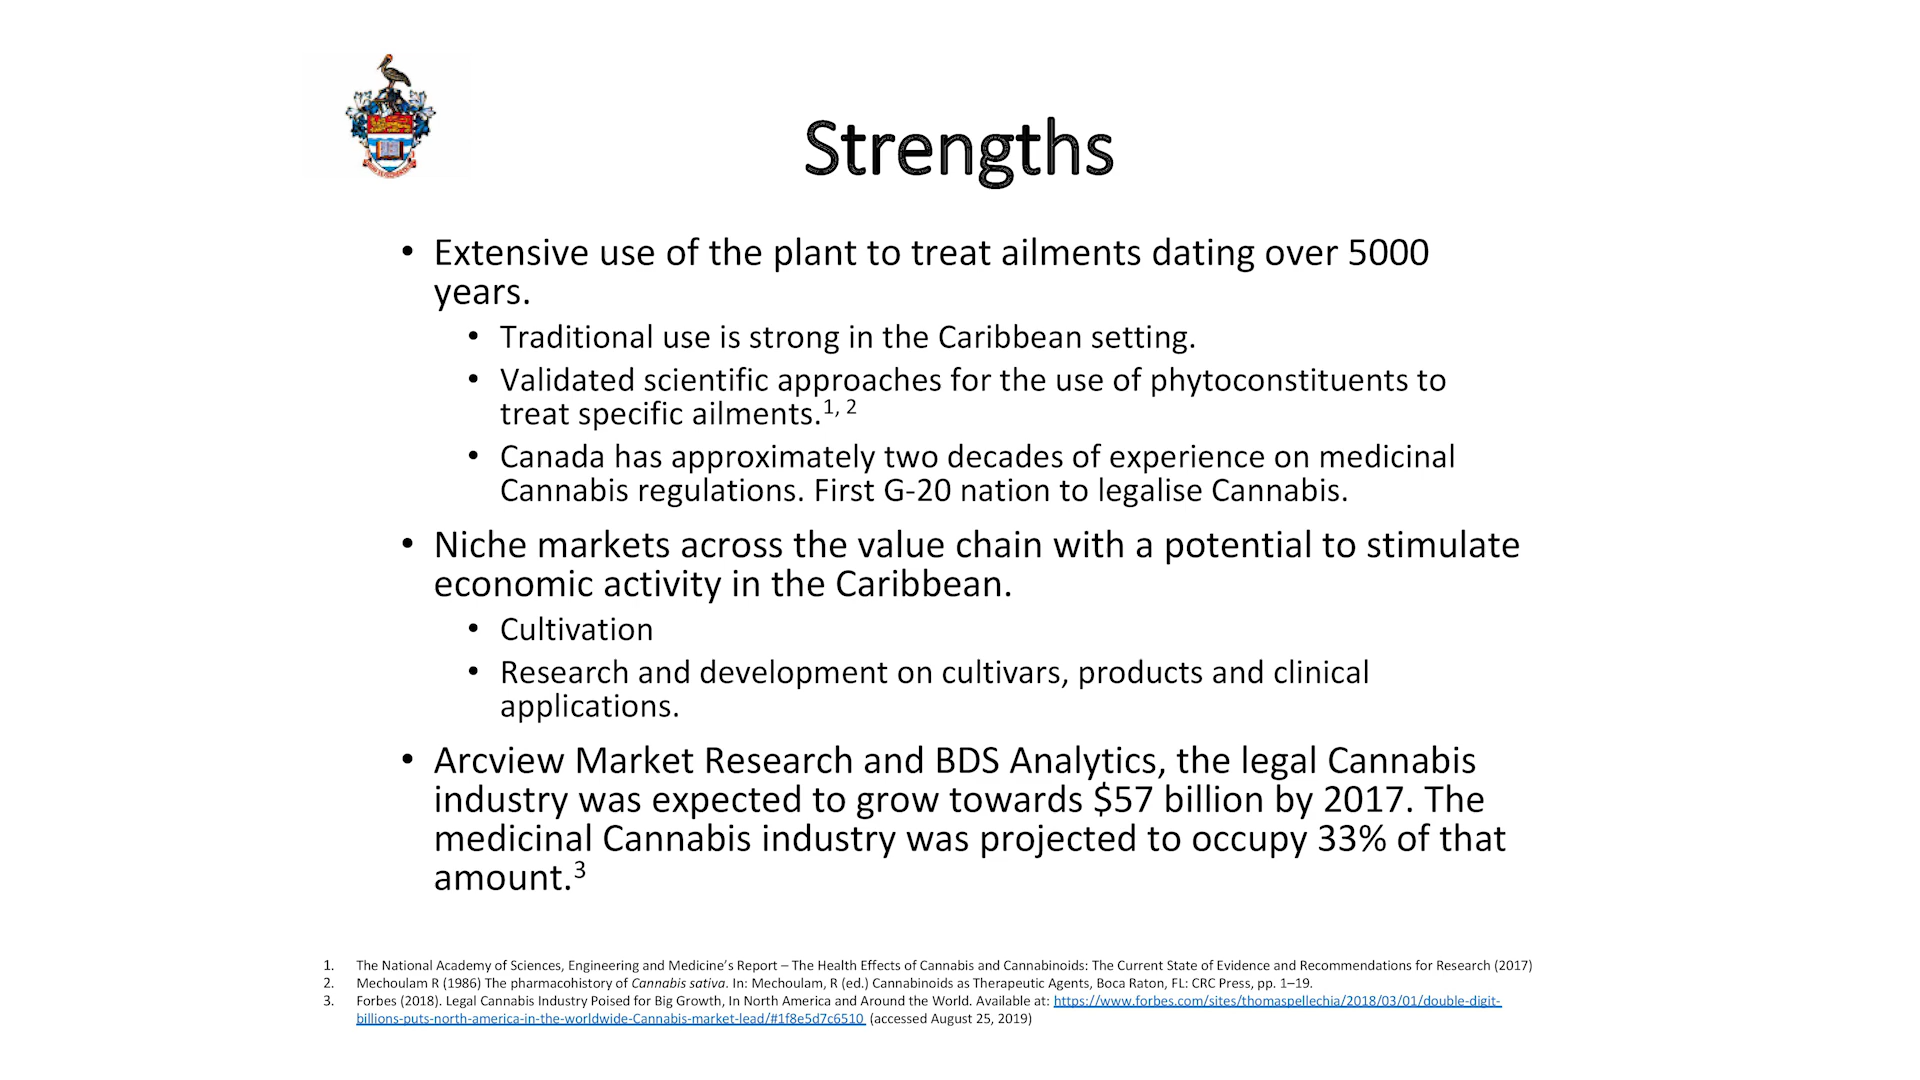 Strengths
• Extensive use of the plant to treat ailments dating over 5000
years.
• Traditional use is strong in the Caribbean setting.
• Validated scientific approaches for the use of phytoconstituents to
treat specific ailments.1, 2
• Canada has approximately two decades of experience on medicinal
Cannabis regulations. First G-20 nation to legalise Cannabis.
• Niche markets across the value chain with a potential to stimulate
economic activity in the Caribbean.
• Cultivation
• Research and development on cultivars, products and clinical
applications.
• Arcview Market Research and BDS Analytics, the legal Cannabis
industry was expected to grow towards $57 billion by 2017. The
medicinal Cannabis industry was projected to occupy 33% of that
amount.3
1. The National Academy of Sciences, Engineering and Medicine’s Report – The Health Effects of Cannabis and Cannabinoids: The Current State of Evidence and Recommendations for Research (2017)
2. Mechoulam R (1986) The pharmacohistory of Cannabis sativa. In: Mechoulam, R (ed.) Cannabinoids as Therapeutic Agents, Boca Raton, FL: CRC Press, pp. 1–19.
3. Forbes (2018). Legal Cannabis Industry Poised for Big Growth, In North America and Around the World. Available at: https://www.forbes.com/sites/thomaspellechia/2018/03/01/double-digit-
billions-puts-north-america-in-the-worldwide-Cannabis-market-lead/#1f8e5d7c6510 (accessed August 25, 2019)